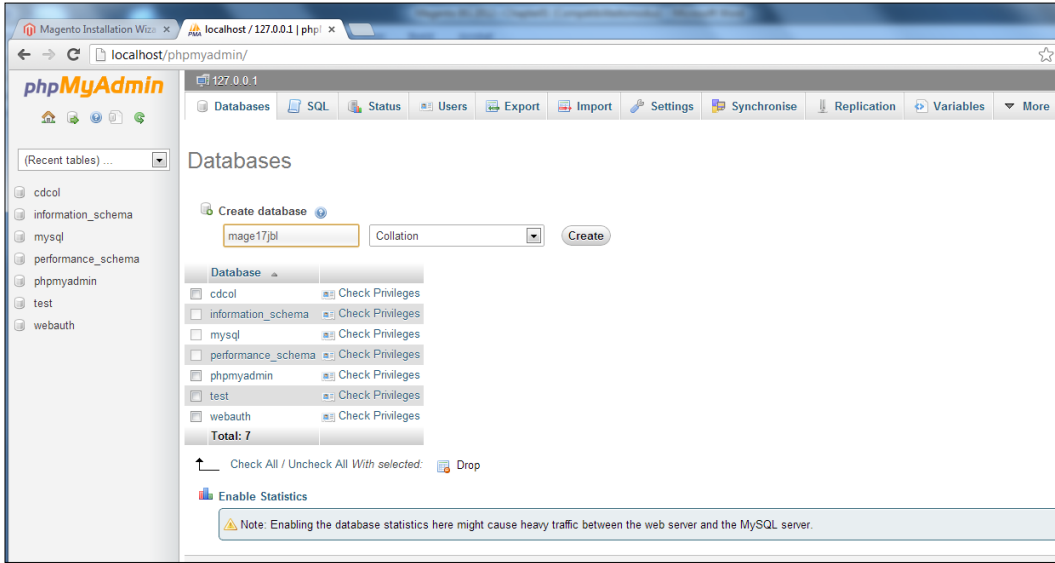 Magento Installation Wiza
localhost / 127.0.0.1 | phpl
localhost/phpmyadmin/
phpMyAdmin
(Recent tables) ...
cdcol
information_schema
mysql
performance_schema
phpmyadmin
test
webauth
127.0.0.1
Databases SQL Status Users Export Import Settings Synchronise Replication Variables More
Databases
Create database
mage17jbl Collation Create
Database
cdcol Check Privileges
information_schema Check Privileges
mysql Check Privileges
performance_schema Check Privileges
phpmyadmin Check Privileges
test Check Privileges
webauth Check Privileges
Total: 7
Check All / Uncheck All With selected: Drop
Enable Statistics
Note: Enabling the database statistics here might cause heavy traffic between the web server and the MySQL server.